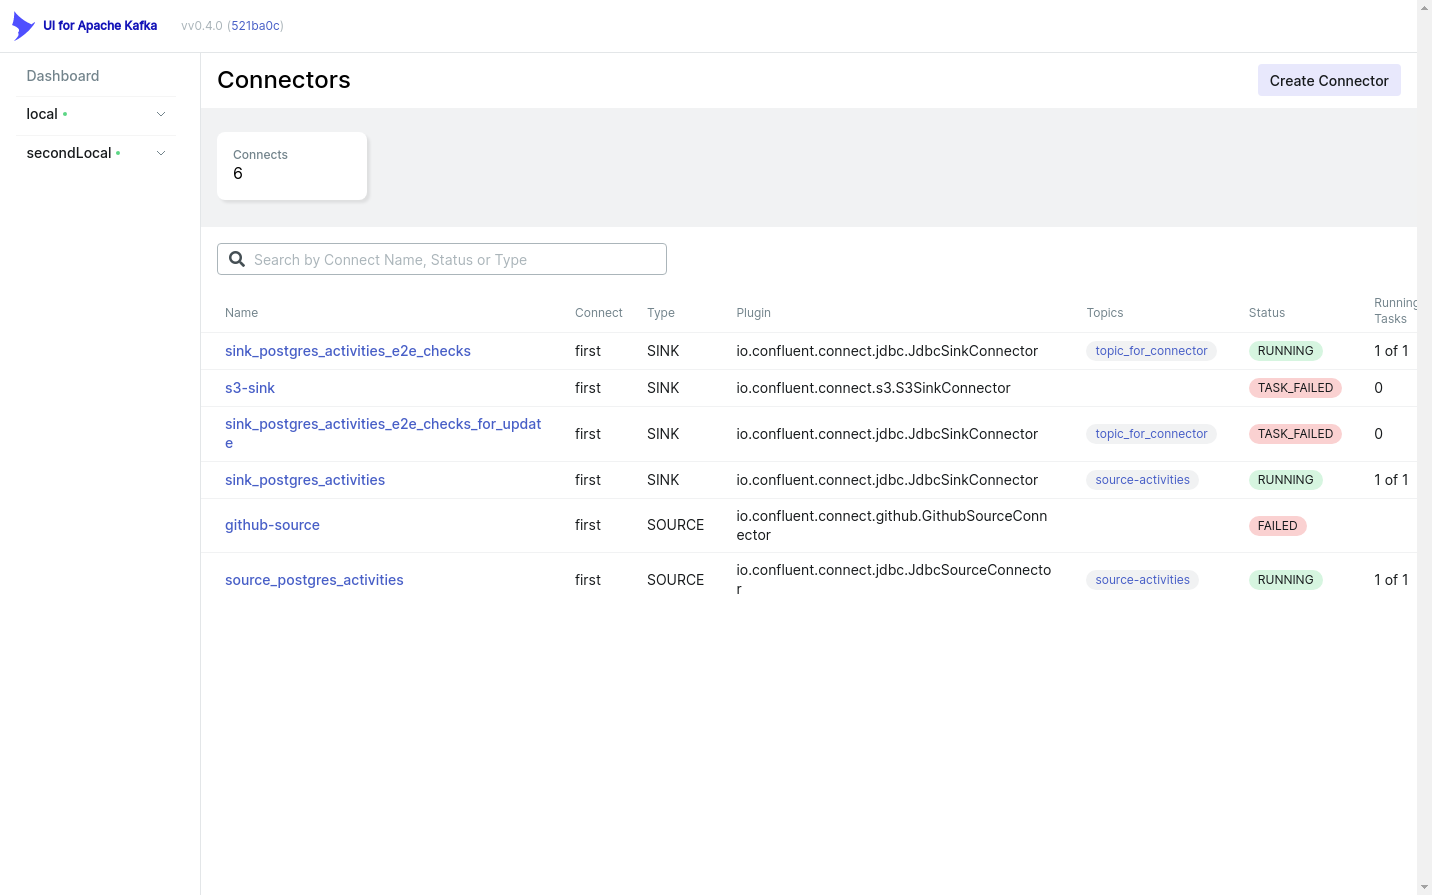 UI for Apache Kafka vv0.4.0 (521ba0c)
Dashboard
local
secondLocal
Connectors
Create Connector
Connects
6
Search by Connect Name, Status or Type
Name Connect Type Plugin Topics Status Running
Tasks
sink_postgres_activities_e2e_checks first SINK io.confluent.connect.jdbc.JdbcSinkConnector topic_for_connector RUNNING 1 of 1
s3-sink first SINK io.confluent.connect.s3.S3SinkConnector TASK_FAILED 0
sink_postgres_activities_e2e_checks_for_updat
e first SINK io.confluent.connect.jdbc.JdbcSinkConnector topic_for_connector TASK_FAILED 0
sink_postgres_activities first SINK io.confluent.connect.jdbc.JdbcSinkConnector source-activities RUNNING 1 of 1
github-source first SOURCE io.confluent.connect.github.GithubSourceConn
ector FAILED
source_postgres_activities first SOURCE io.confluent.connect.jdbc.JdbcSourceConnecto
r source-activities RUNNING 1 of 1